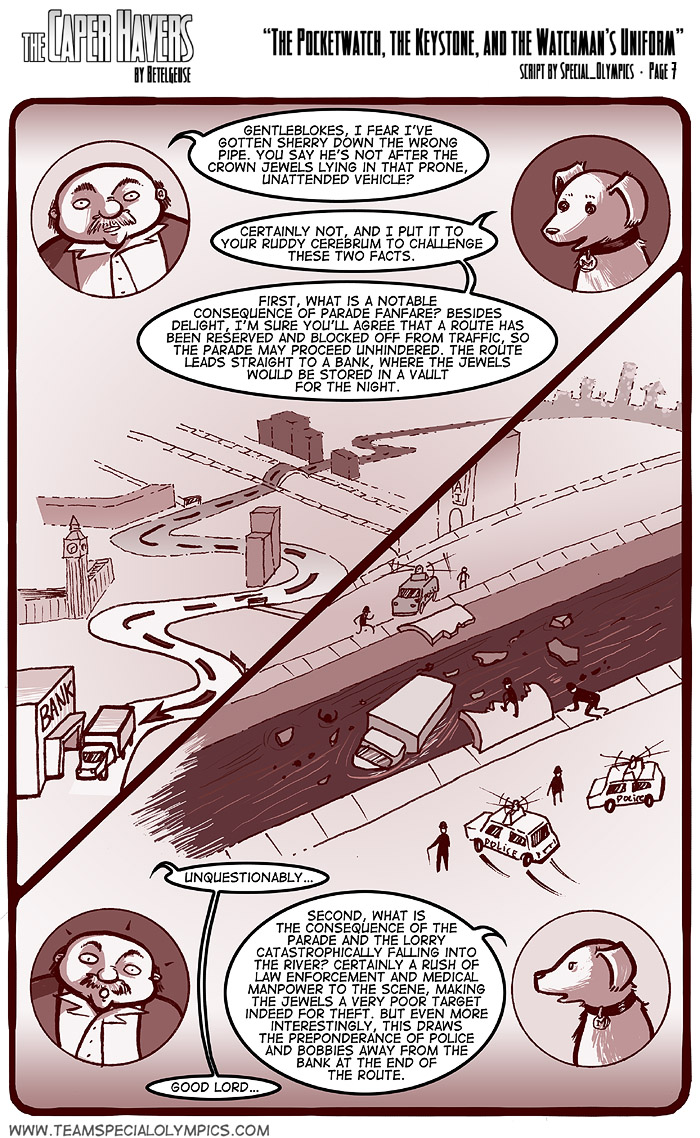 THE CAPER HAVERS
BY BETELGEUSE
"THE POCKETWATCH, THE KEYSTONE, AND THE WATCHMAN'S UNIFORM"
SCRIPT BY SPECIAL_OLYMPICS · PAGE 7
GENTLEBLOKES, I FEAR I'VE
GOTTEN SHERRY DOWN THE WRONG
PIPE. YOU SAY HE'S NOT AFTER THE
CROWN JEWELS LYING IN THAT PRONE,
UNATTENDED VEHICLE?
CERTAINLY NOT, AND I PUT IT TO
YOUR RUDDY CEREBRUM TO CHALLENGE
THESE TWO FACTS.
FIRST, WHAT IS A NOTABLE
CONSEQUENCE OF PARADE FANFARE? BESIDES
DELIGHT, I'M SURE YOU'LL AGREE THAT A ROUTE HAS
BEEN RESERVED AND BLOCKED OFF FROM TRAFFIC, SO
THE PARADE MAY PROCEED UNHINDERED. THE ROUTE
LEADS STRAIGHT TO A BANK, WHERE THE JEWELS
WOULD BE STORED IN A VAULT
FOR THE NIGHT.
BANK
POLICE
POLICE
UNQUESTIONABLY...
SECOND, WHAT IS
THE CONSEQUENCE OF THE
PARADE AND THE LORRY
CATASTROPHICALLY FALLING INTO
THE RIVER? CERTAINLY A RUSH OF
LAW ENFORCEMENT AND MEDICAL
MANPOWER TO THE SCENE, MAKING
THE JEWELS A VERY POOR TARGET
INDEED FOR THEFT. BUT EVEN MORE
INTERESTINGLY, THIS DRAWS
THE PREPONDERANCE OF POLICE
AND BOBBIES AWAY FROM THE
BANK AT THE END OF
THE ROUTE.
GOOD LORD...
WWW.TEAMSPECIALOLYMPICS.COM